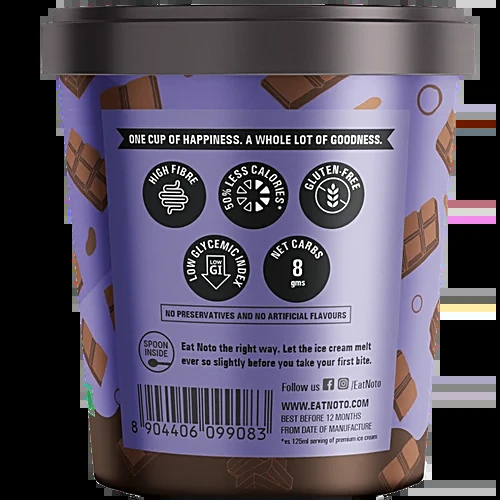 ONE CUP OF HAPPINESS. A WHOLE LOT OF GOODNESS.
HIGH FIBRE
50% LESS CALORIES*
GLUTEN-FREE
LOW GLYCEMIC INDEX
LOW
GI
NET CARBS
8
gms
NO PRESERVATIVES AND NO ARTIFICIAL FLAVOURS
SPOON
INSIDE
Eat Noto the right way. Let the ice cream melt
ever so slightly before you take your first bite.
Follow us /EatNoto
WWW.EATNOTO.COM
BEST BEFORE 12 MONTHS
FROM DATE OF MANUFACTURE
*vs 125ml serving of premium ice cream
8 904406 099083